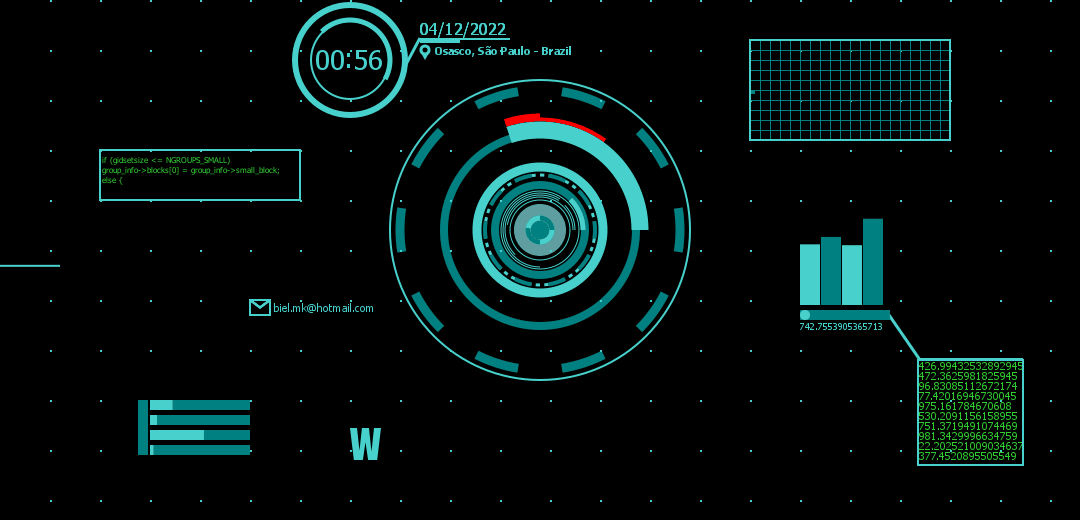 04/12/2022
00:56
Osasco, São Paulo - Brazil
if (gidsetsize <= NGROUPS_SMALL)
group_info->blocks[0] = group_info->small_block;
else {
biel.mk@hotmail.com
742.7553905365713
426.99432532892945
472.3625981825945
96.83085112672174
77.42016946730045
975.161784670608
530.2091156158955
751.3719491074469
981.3429996634759
22.202521009034637
377.4520895505549
W